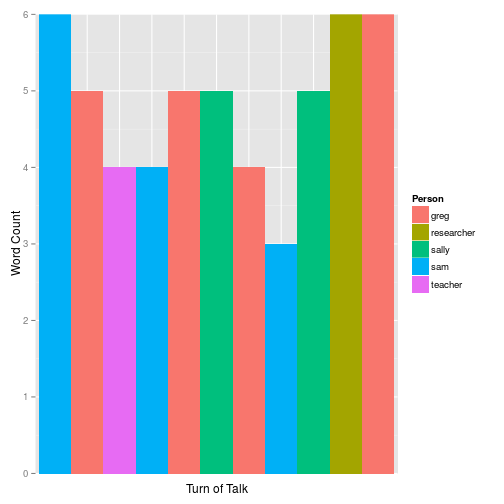 6
5
4
3
2
1
0
Word Count
Turn of Talk
Person
greg
researcher
sally
sam
teacher